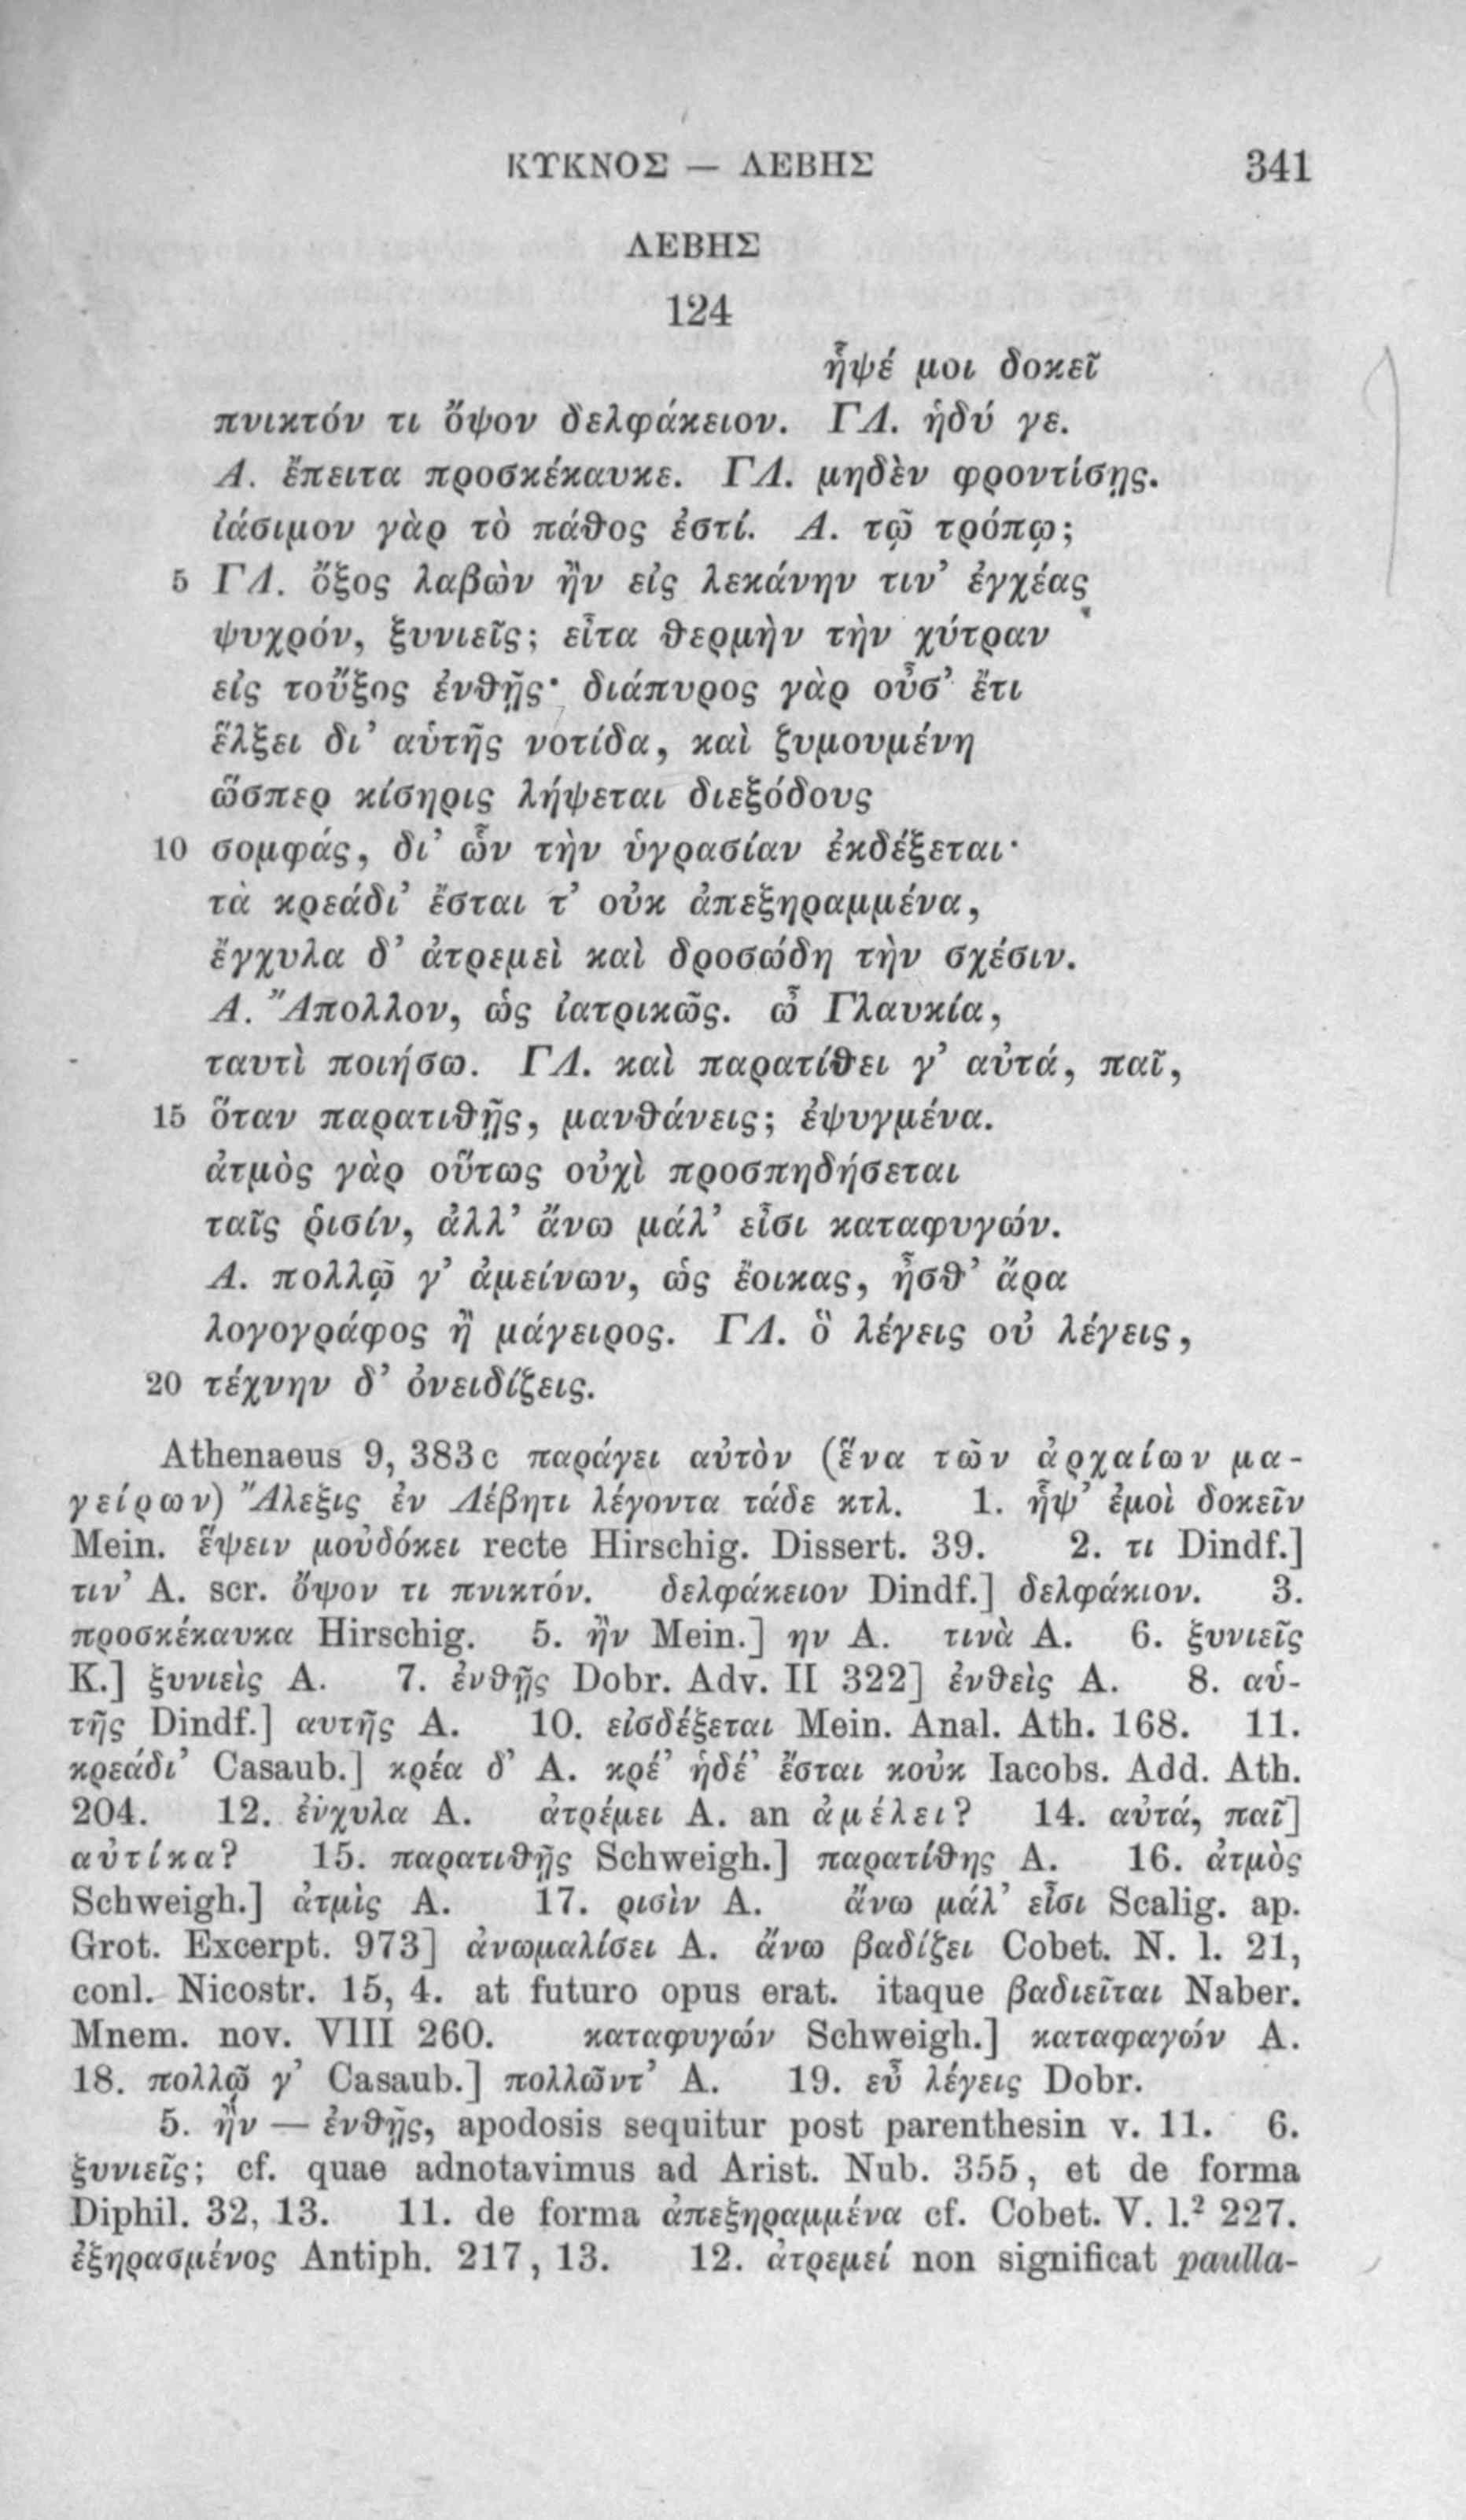 ΚΥΚΝΟΣ — ΛΕΒΗΣ 341
ΛΕΒΗΣ
124
ἧψέ μοι δοκεῖ
πνικτόν τι ὄψον δελφάκειον. ΓΛ. ἡδύ γε.
Α. ἔπειτα προσκέκαυκε. ΓΛ. μηδὲν φροντίσῃς.
ἰάσιμον γὰρ τὸ πάθος ἐστί. Α. τῷ τρόπῳ;
5 ΓΛ. ὄξος λαβὼν ἢν εἰς λεκάνην τιν’ ἐγχέας
ψυχρόν, ξυνιεῖς; εἶτα θερμὴν τὴν χύτραν
εἰς τοὖξος ἐνθῇς· διάπυρος γὰρ οὖσ’ ἔτι
ἕλξει δι’ αὑτῆς νοτίδα, καὶ ζυμουμένη
ὥσπερ κίσηρις λήψεται διεξόδους
10 σομφάς, δι’ ὧν τὴν ὑγρασίαν ἐκδέξεται·
τὰ κρεάδι’ ἔσται τ’ οὐκ ἀπεξηραμμένα,
ἔγχυλα δ’ ἀτρεμεὶ καὶ δροσώδη τὴν σχέσιν.
Α. Ἄπολλον, ὡς ἰατρικῶς. ὦ Γλαυκία,
ταυτὶ ποιήσω. ΓΛ. καὶ παρατίθει γ’ αὐτά, παῖ,
15 ὅταν παρατιθῇς, μανθάνεις; ἐψυγμένα.
ἀτμὸς γὰρ οὕτως οὐχὶ προσπηδήσεται
ταῖς ῥισίν, ἀλλ’ ἄνω μάλ’ εἶσι καταφυγών.
Α. πολλῷ γ’ ἀμείνων, ὡς ἔοικας, ἦσθ’ ἄρα
λογογράφος ἢ μάγειρος. ΓΛ. ὃ λέγεις οὐ λέγεις,
20 τέχνην δ’ ὀνειδίζεις.
Athenaeus 9, 383 c παράγει αὐτὸν (ἕνα τῶν ἀρχαίων μα-
γείρων) Ἄλεξις ἐν Λέβητι λέγοντα τάδε κτλ. 1. ἧψ’ ἐμοὶ δοκεῖν
Mein. ἕψειν μοὐδόκει recte Hirschig. Dissert. 39. 2. τι Dindf.]
τιν’ A. scr. ὄψον τι πνικτόν. δελφάκειον Dindf.] δελφάκιον. 3.
προσκέκαυκα Hirschig. 5. ἢν Mein.] ην A. τινὰ A. 6. ξυνιεῖς
K.] ξυνιεὶς A. 7. ἐνθῇς Dobr. Adv. II 322] ἐνθεὶς A. 8. αὑ-
τῆς Dindf.] αυτῆς A. 10. εἰσδέξεται Mein. Anal. Ath. 168. 11.
κρεάδι’ Casaub.] κρέα δ’ A. κρέ’ ἡδέ’ ἔσται κοὐκ Iacobs. Add. Ath.
204. 12. ἐύχυλα A. ἀτρέμει A. an ἀμέλει? 14. αὐτά, παῖ]
αὐτίκα? 15. παρατιθῇς Schweigh.] παρατίθης A. 16. ἀτμὸς
Schweigh.] ἀτμὶς A. 17. ρισὶν A. ἄνω μάλ’ εἶσι Scalig. ap.
Grot. Excerpt. 973] ἀνωμαλίσει A. ἄνω βαδίζει Cobet. N. l. 21,
conl. Nicostr. 15, 4. at futuro opus erat. itaque βαδιεῖται Naber.
Mnem. nov. VIII 260. καταφυγών Schweigh.] καταφαγών A.
18. πολλῷ γ’ Casaub.] πολλῶντ’ A. 19. εὖ λέγεις Dobr.
5. ἢν — ἐνθῇς, apodosis sequitur post parenthesin v. 11. 6.
ξυνιεῖς; cf. quae adnotavimus ad Arist. Nub. 355, et de forma
Diphil. 32, 13. 11. de forma ἀπεξηραμμένα cf. Cobet. V. l.² 227.
ἐξηρασμένος Antiph. 217, 13. 12. ἀτρεμεί non significat paulla-